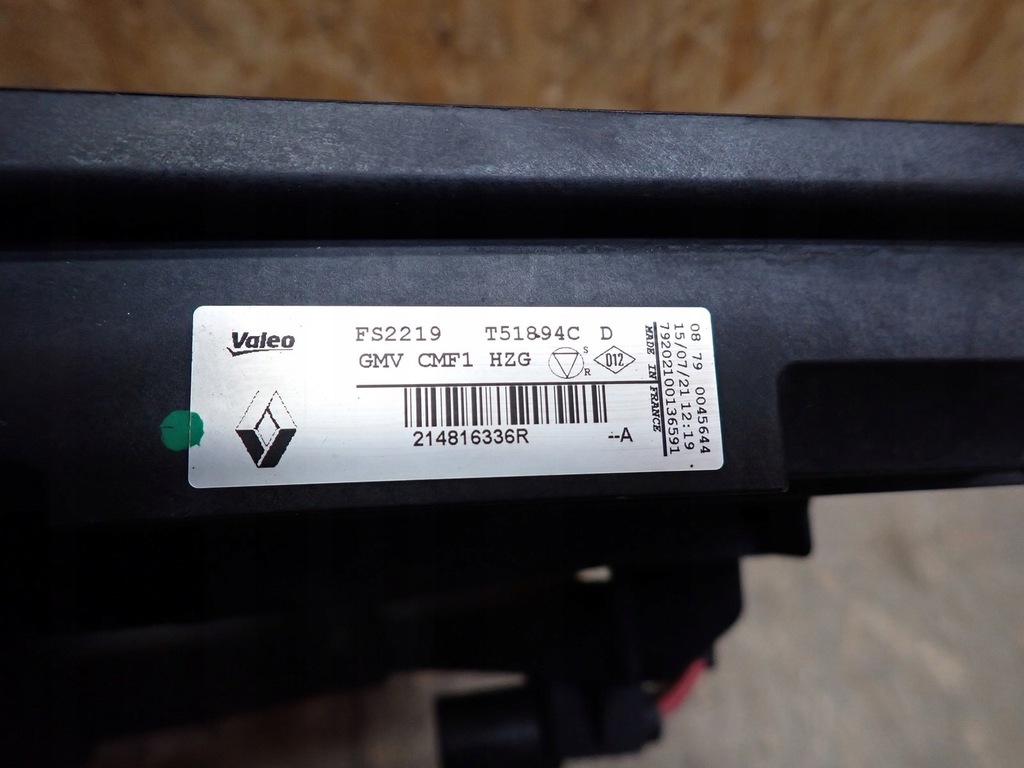 Valeo
FS2219 T51894C D
GMV CMF1 HZG S R D12
214816336R --A
MADE IN FRANCE
08 79 0045644
15/07/21 12:19
79202100136591